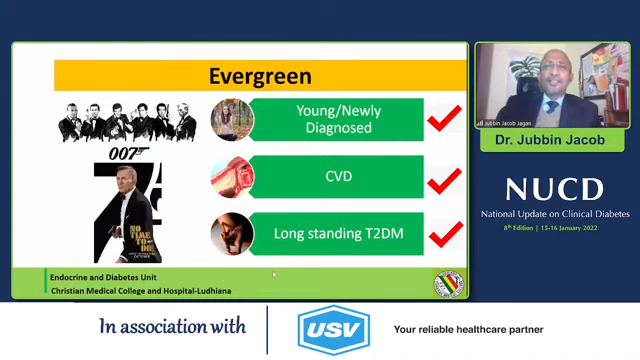 Evergreen
007
Young/Newly
Diagnosed
CVD
Long standing T2DM
NO
TIME
TO
DIE
Endocrine and Diabetes Unit
Christian Medical College and Hospital-Ludhiana
Jubbin Jacob Jagan
Dr. Jubbin Jacob
NUCD
National Update on Clinical Diabetes
8th Edition | 15-16 January 2022
In association with
USV
Your reliable healthcare partner